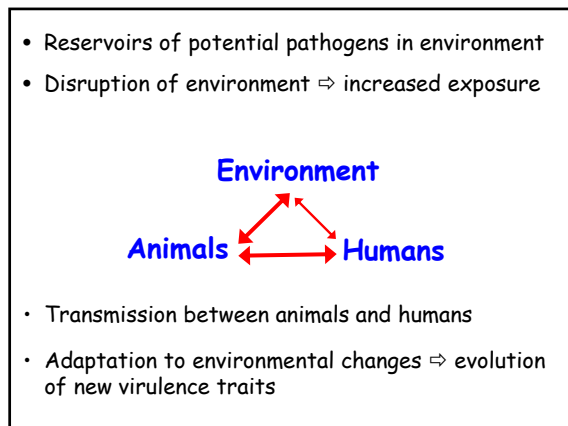 • Reservoirs of potential pathogens in environment
• Disruption of environment ⇨ increased exposure
Environment
Animals Humans
• Transmission between animals and humans
• Adaptation to environmental changes ⇨ evolution
of new virulence traits